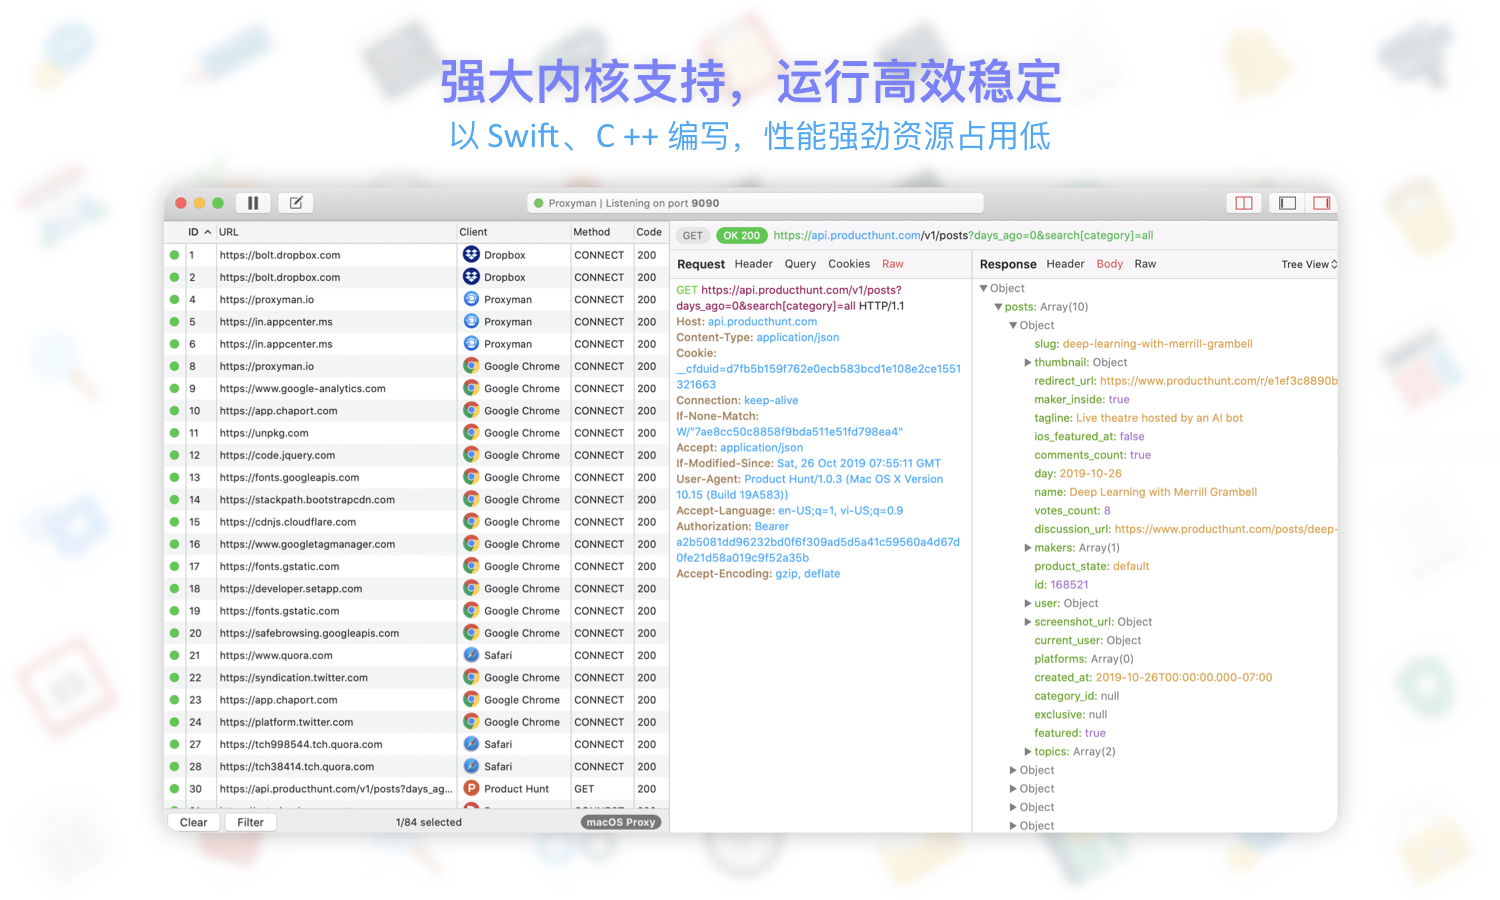 强大内核支持，运行高效稳定
以 Swift、C ++ 编写，性能强劲资源占用低
Proxyman | Listening on port 9090
ID URL Client Method Code
1 https://bolt.dropbox.com Dropbox CONNECT 200
2 https://bolt.dropbox.com Dropbox CONNECT 200
4 https://proxyman.io Proxyman CONNECT 200
5 https://in.appcenter.ms Proxyman CONNECT 200
6 https://in.appcenter.ms Proxyman CONNECT 200
8 https://proxyman.io Google Chrome CONNECT 200
9 https://www.google-analytics.com Google Chrome CONNECT 200
10 https://app.chaport.com Google Chrome CONNECT 200
11 https://unpkg.com Google Chrome CONNECT 200
12 https://code.jquery.com Google Chrome CONNECT 200
13 https://fonts.googleapis.com Google Chrome CONNECT 200
14 https://stackpath.bootstrapcdn.com Google Chrome CONNECT 200
15 https://cdnjs.cloudflare.com Google Chrome CONNECT 200
16 https://www.googletagmanager.com Google Chrome CONNECT 200
17 https://fonts.gstatic.com Google Chrome CONNECT 200
18 https://developer.setapp.com Google Chrome CONNECT 200
19 https://fonts.gstatic.com Google Chrome CONNECT 200
20 https://safebrowsing.googleapis.com Google Chrome CONNECT 200
21 https://www.quora.com Safari CONNECT 200
22 https://syndication.twitter.com Google Chrome CONNECT 200
23 https://app.chaport.com Google Chrome CONNECT 200
24 https://platform.twitter.com Google Chrome CONNECT 200
27 https://tch998544.tch.quora.com Safari CONNECT 200
28 https://tch38414.tch.quora.com Safari CONNECT 200
30 https://api.producthunt.com/v1/posts?days_ag... Product Hunt GET 200
Clear Filter 1/84 selected macOS Proxy
GET OK 200 https://api.producthunt.com/v1/posts?days_ago=0&search[category]=all
Request Header Query Cookies Raw
GET https://api.producthunt.com/v1/posts?
days_ago=0&search[category]=all HTTP/1.1
Host: api.producthunt.com
Content-Type: application/json
Cookie:
__cfduid=d7fb5b159f762e0ecb583bcd1e108e2ce1551
321663
Connection: keep-alive
If-None-Match:
W/"7ae8cc50c8858f9bda511e51fd798ea4"
Accept: application/json
If-Modified-Since: Sat, 26 Oct 2019 07:55:11 GMT
User-Agent: Product Hunt/1.0.3 (Mac OS X Version
10.15 (Build 19A583))
Accept-Language: en-US;q=1, vi-US;q=0.9
Authorization: Bearer
a2b5081dd96232bd0f6f309ad5d5a41c59560a4d67d
0fe21d58a019c9f52a35b
Accept-Encoding: gzip, deflate
Response Header Body Raw Tree View
Object
posts: Array(10)
Object
slug: deep-learning-with-merrill-grambell
thumbnail: Object
redirect_url: https://www.producthunt.com/r/e1ef3c8890b
maker_inside: true
tagline: Live theatre hosted by an AI bot
ios_featured_at: false
comments_count: true
day: 2019-10-26
name: Deep Learning with Merrill Grambell
votes_count: 8
discussion_url: https://www.producthunt.com/posts/deep-
makers: Array(1)
product_state: default
id: 168521
user: Object
screenshot_url: Object
current_user: Object
platforms: Array(0)
created_at: 2019-10-26T00:00:00.000-07:00
category_id: null
exclusive: null
featured: true
topics: Array(2)
Object
Object
Object
Object